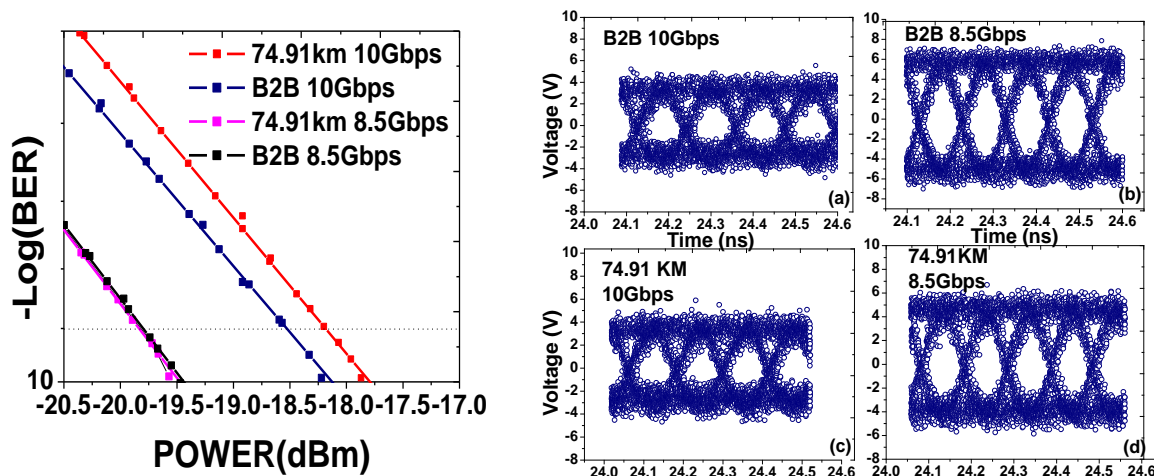 74.91km 10Gbps
B2B 10Gbps
74.91km 8.5Gbps
B2B 8.5Gbps
-Log(BER)
10
-20.5 -20.0 -19.5 -19.0 -18.5 -18.0 -17.5 -17.0
POWER(dBm)
10
8
6
4
2
0
-2
-4
-6
-8
Voltage (V)
B2B 10Gbps
(a)
24.0 24.1 24.2 24.3 24.4 24.5 24.6
Time (ns)
10
8
6
4
2
0
-2
-4
-6
-8
B2B 8.5Gbps
(b)
24.0 24.1 24.2 24.3 24.4 24.5 24.6
Time (ns)
10
8
6
4
2
0
-2
-4
-6
-8
Voltage (V)
74.91 KM
10Gbps
(c)
24.0 24.1 24.2 24.3 24.4 24.5 24.6
10
8
6
4
2
0
-2
-4
-6
-8
74.91KM
8.5Gbps
(d)
24.0 24.1 24.2 24.3 24.4 24.5 24.6